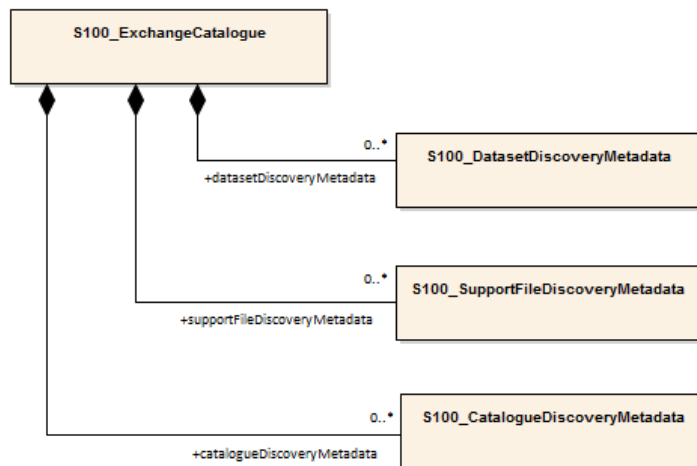 S100_ExchangeCatalogue
0..*
S100_DatasetDiscoveryMetadata
+datasetDiscoveryMetadata
0..*
S100_SupportFileDiscoveryMetadata
+supportFileDiscoveryMetadata
0..*
S100_CatalogueDiscoveryMetadata
+catalogueDiscoveryMetadata